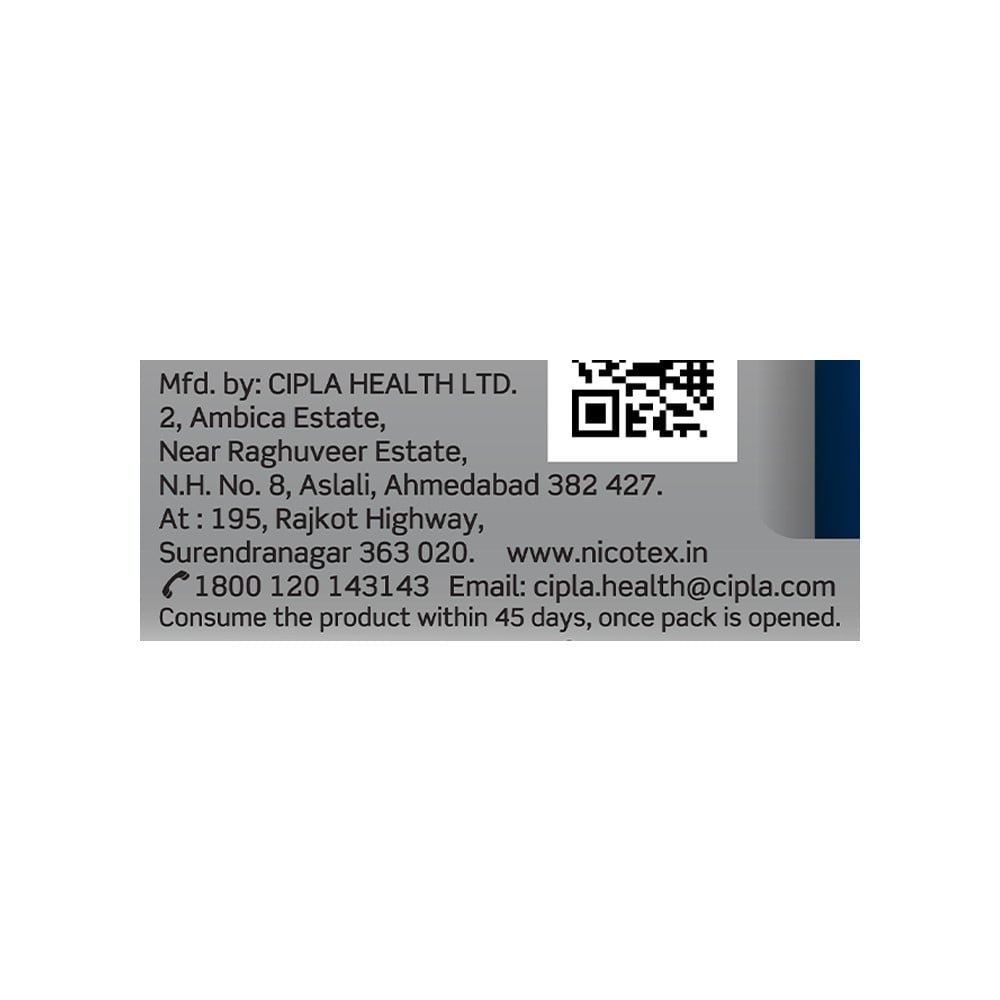 Mfd. by: CIPLA HEALTH LTD.
2, Ambica Estate,
Near Raghuveer Estate,
N.H. No. 8, Aslali, Ahmedabad 382 427.
At : 195, Rajkot Highway,
Surendranagar 363 020. www.nicotex.in
1800 120 143143 Email: cipla.health@cipla.com
Consume the product within 45 days, once pack is opened.